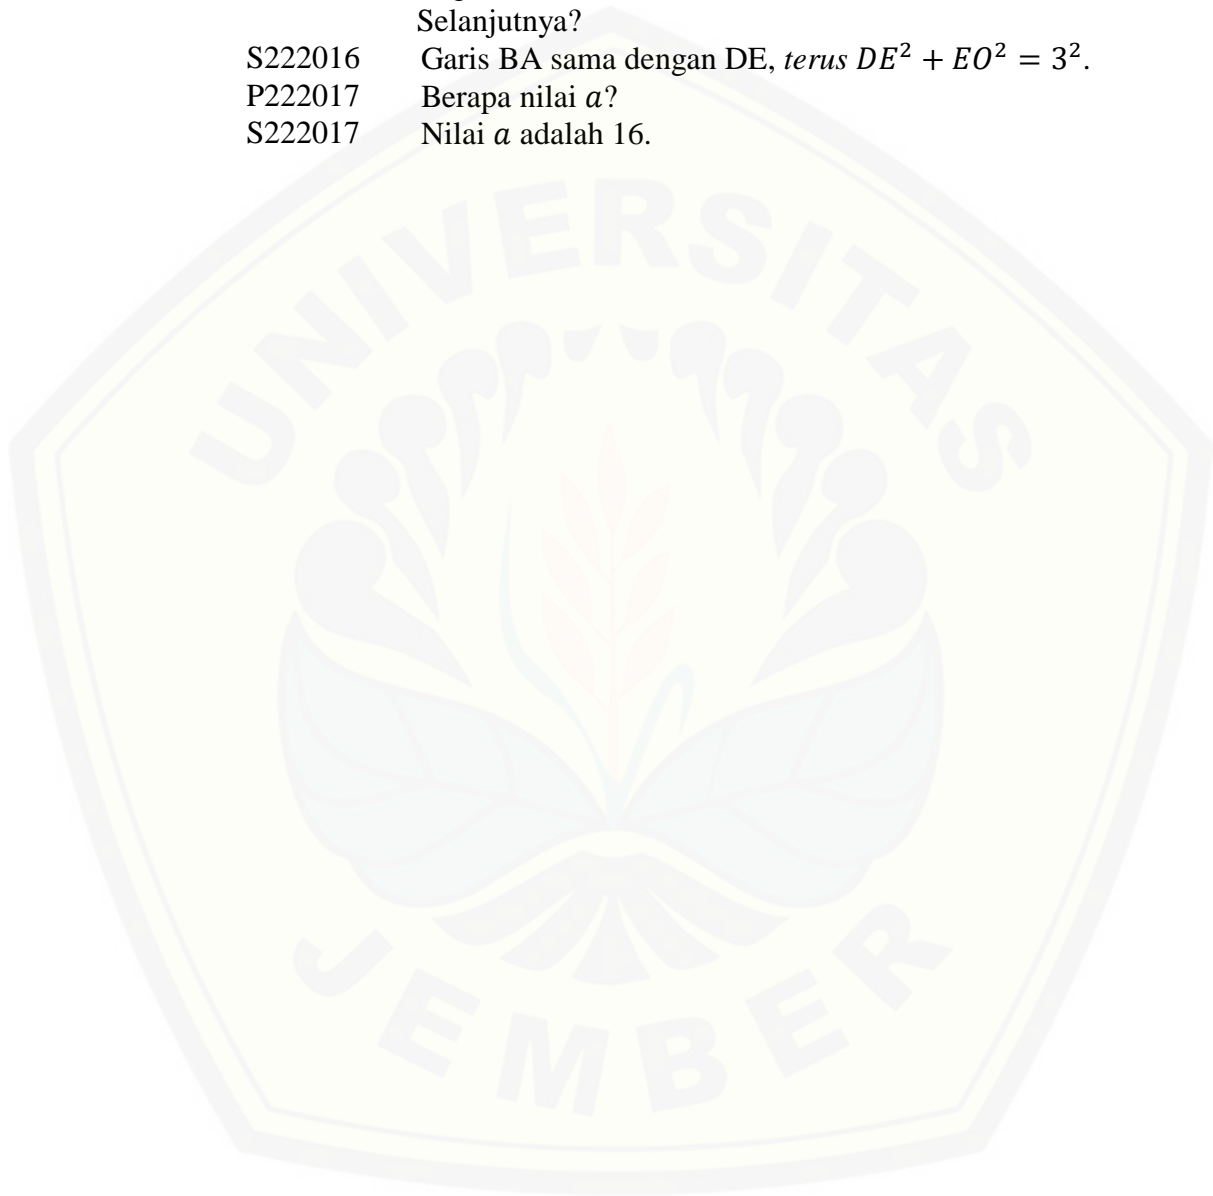 Selanjutnya?
S222016 Garis BA sama dengan DE, terus 𝐷𝐸² + 𝐸𝑂² = 3².
P222017 Berapa nilai 𝑎?
S222017 Nilai 𝑎 adalah 16.
UNIVERSITAS
JEMBER